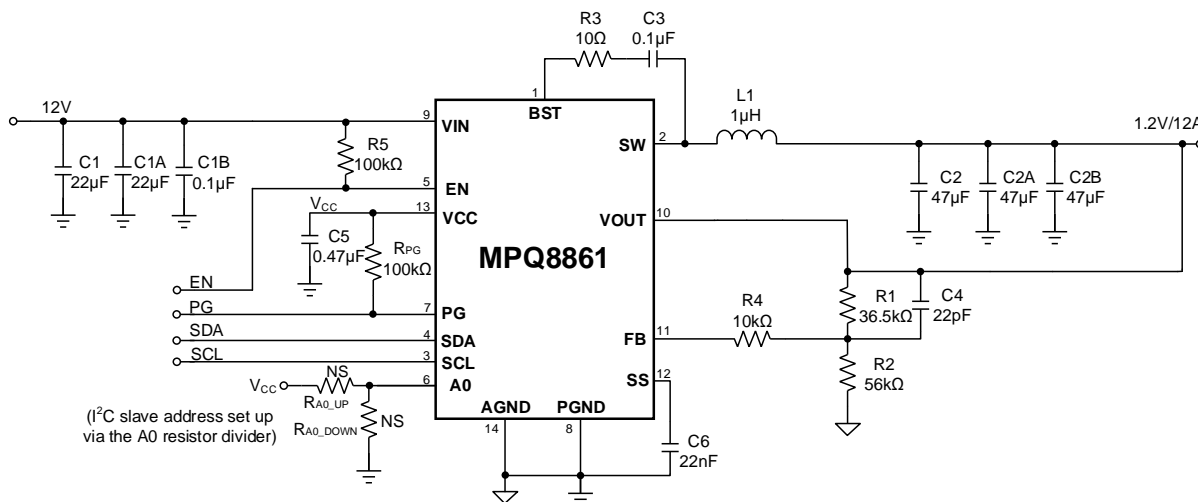 R3
10Ω
C3
0.1µF
1
BST
12V
9
VIN
L1
1µH
1.2V/12A
2
SW
C1
22µF
C1A
22µF
C1B
0.1µF
R5
100kΩ
5
EN
C2
47µF
C2A
47µF
C2B
47µF
VCC
13
VCC
10
VOUT
C5
0.47µF
RPG
100kΩ
MPQ8861
EN
R1
36.5kΩ
C4
22pF
PG
7
PG
R4
10kΩ
11
FB
SDA
4
SDA
SCL
3
SCL
R2
56kΩ
12
SS
VCC
NS
RA0_UP
6
A0
(I2C slave address set up
via the A0 resistor divider)
RA0_DOWN
NS
AGND
PGND
14
8
C6
22nF